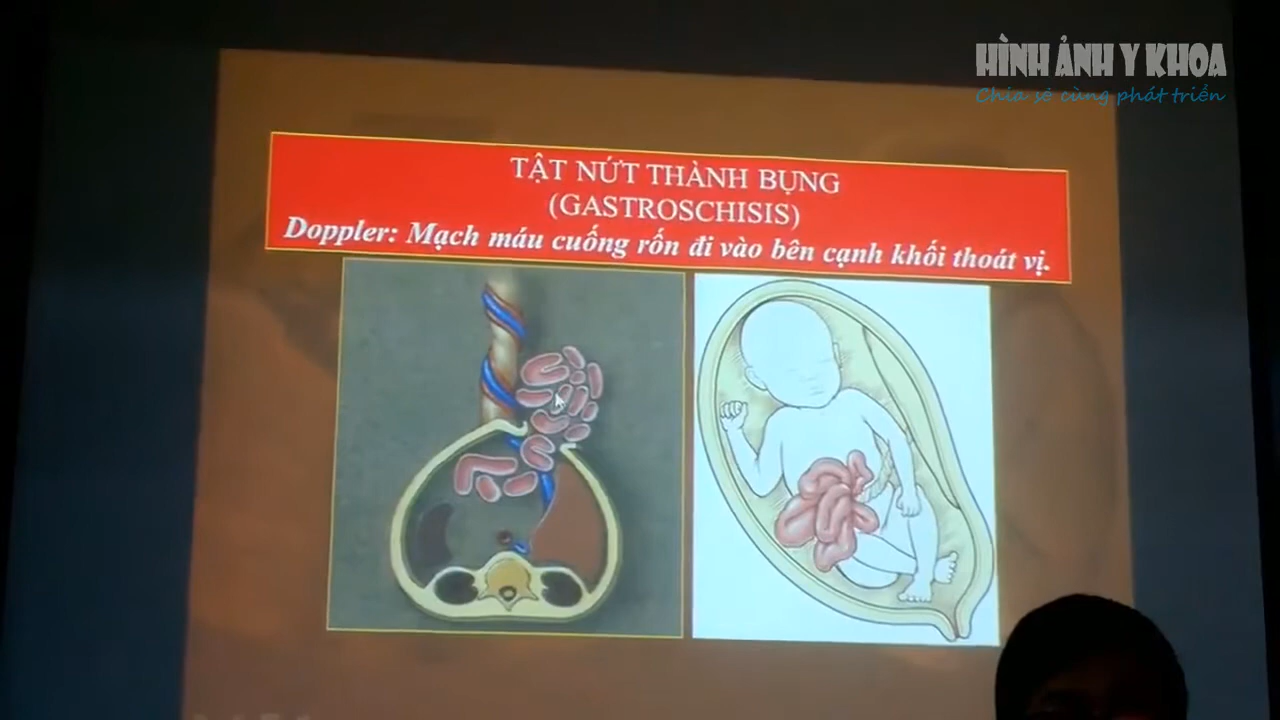 HÌNH ẢNH Y KHOA
Chia sẻ cùng phát triển
TẬT NỨT THÀNH BỤNG
(GASTROSCHISIS)
Doppler: Mạch máu cuống rốn đi vào bên cạnh khối thoát vị.